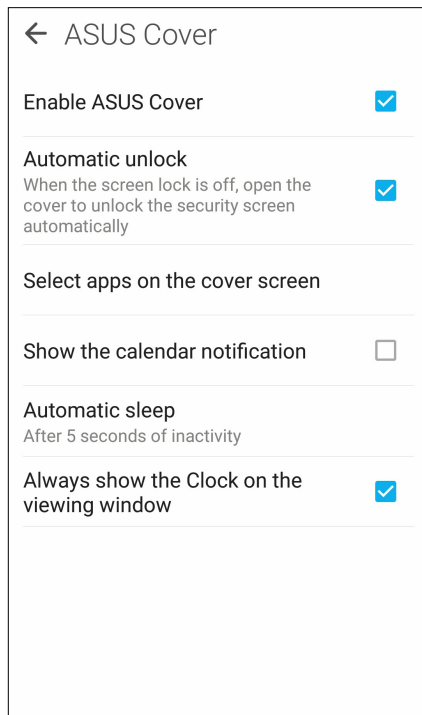 ASUS Cover
Enable ASUS Cover
Automatic unlock
When the screen lock is off, open the
cover to unlock the security screen
automatically
Select apps on the cover screen
Show the calendar notification
Automatic sleep
After 5 seconds of inactivity
Always show the Clock on the
viewing window